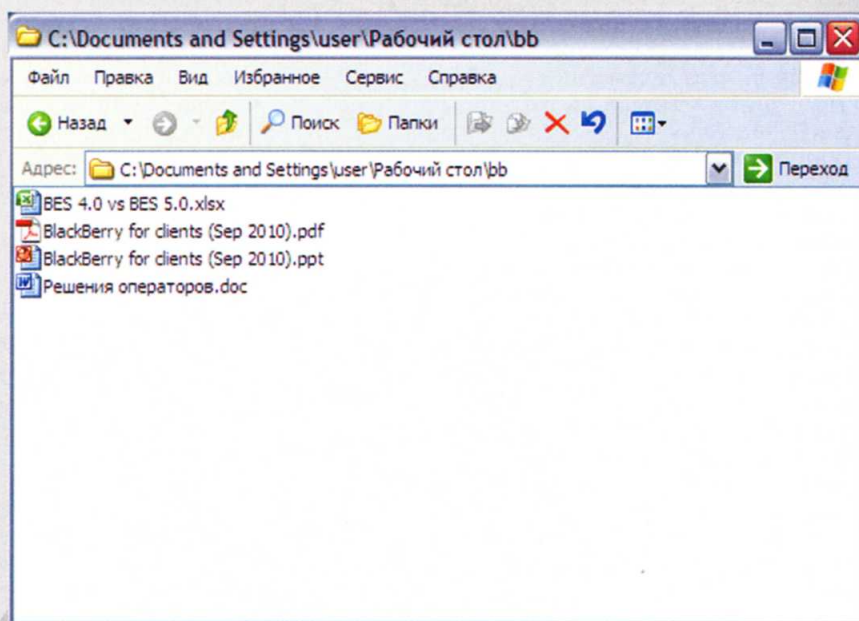 C:\Documents and Settings\user\Рабочий стол\bb
Файл Правка Вид Избранное Сервис Справка
Назад Поиск Папки
Адрес: C:\Documents and Settings\user\Рабочий стол\bb Переход
BES 4.0 vs BES 5.0.xlsx
BlackBerry for clients (Sep 2010).pdf
BlackBerry for clients (Sep 2010).ppt
Решения операторов.doc